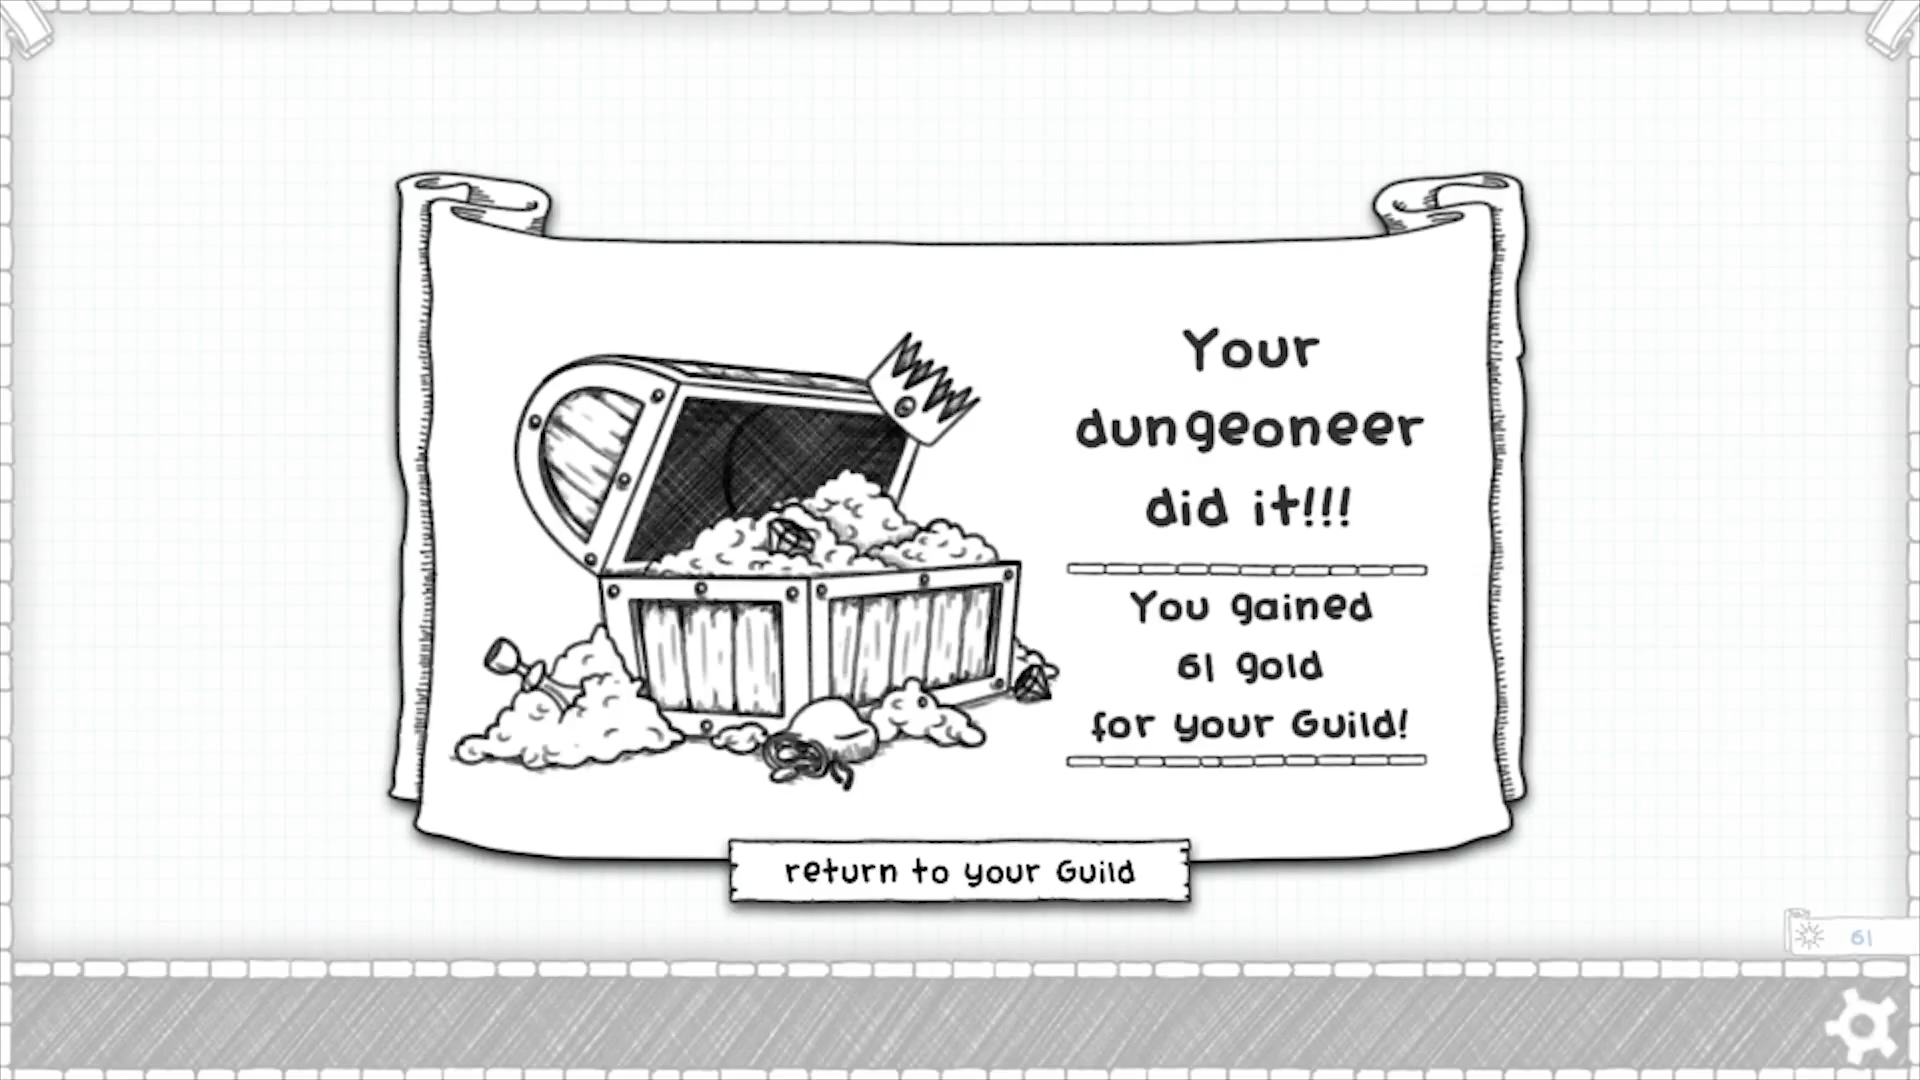 Your
dungeoneer
did it!!!
You gained
61 gold
for your Guild!
return to your Guild
61